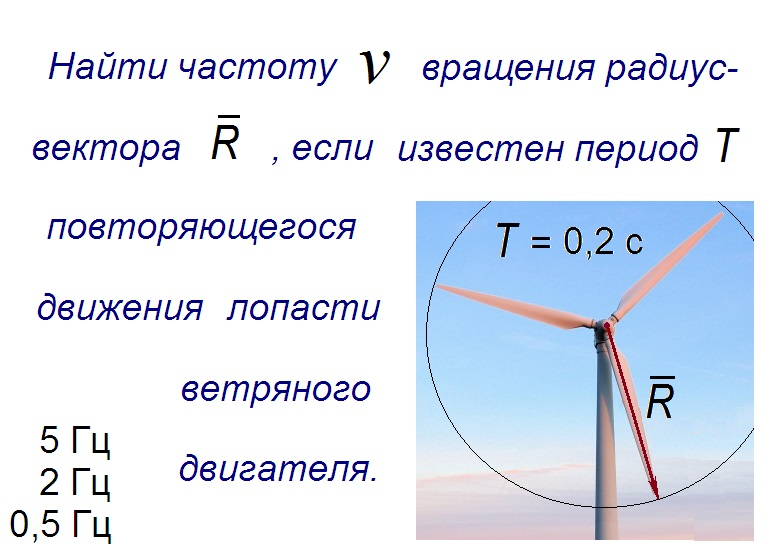 Найти частоту ν вращения радиус-
вектора R̅ , если известен период T
повторяющегося
движения лопасти
ветряного
двигателя.
T = 0,2 с
R̅
5 Гц
2 Гц
0,5 Гц